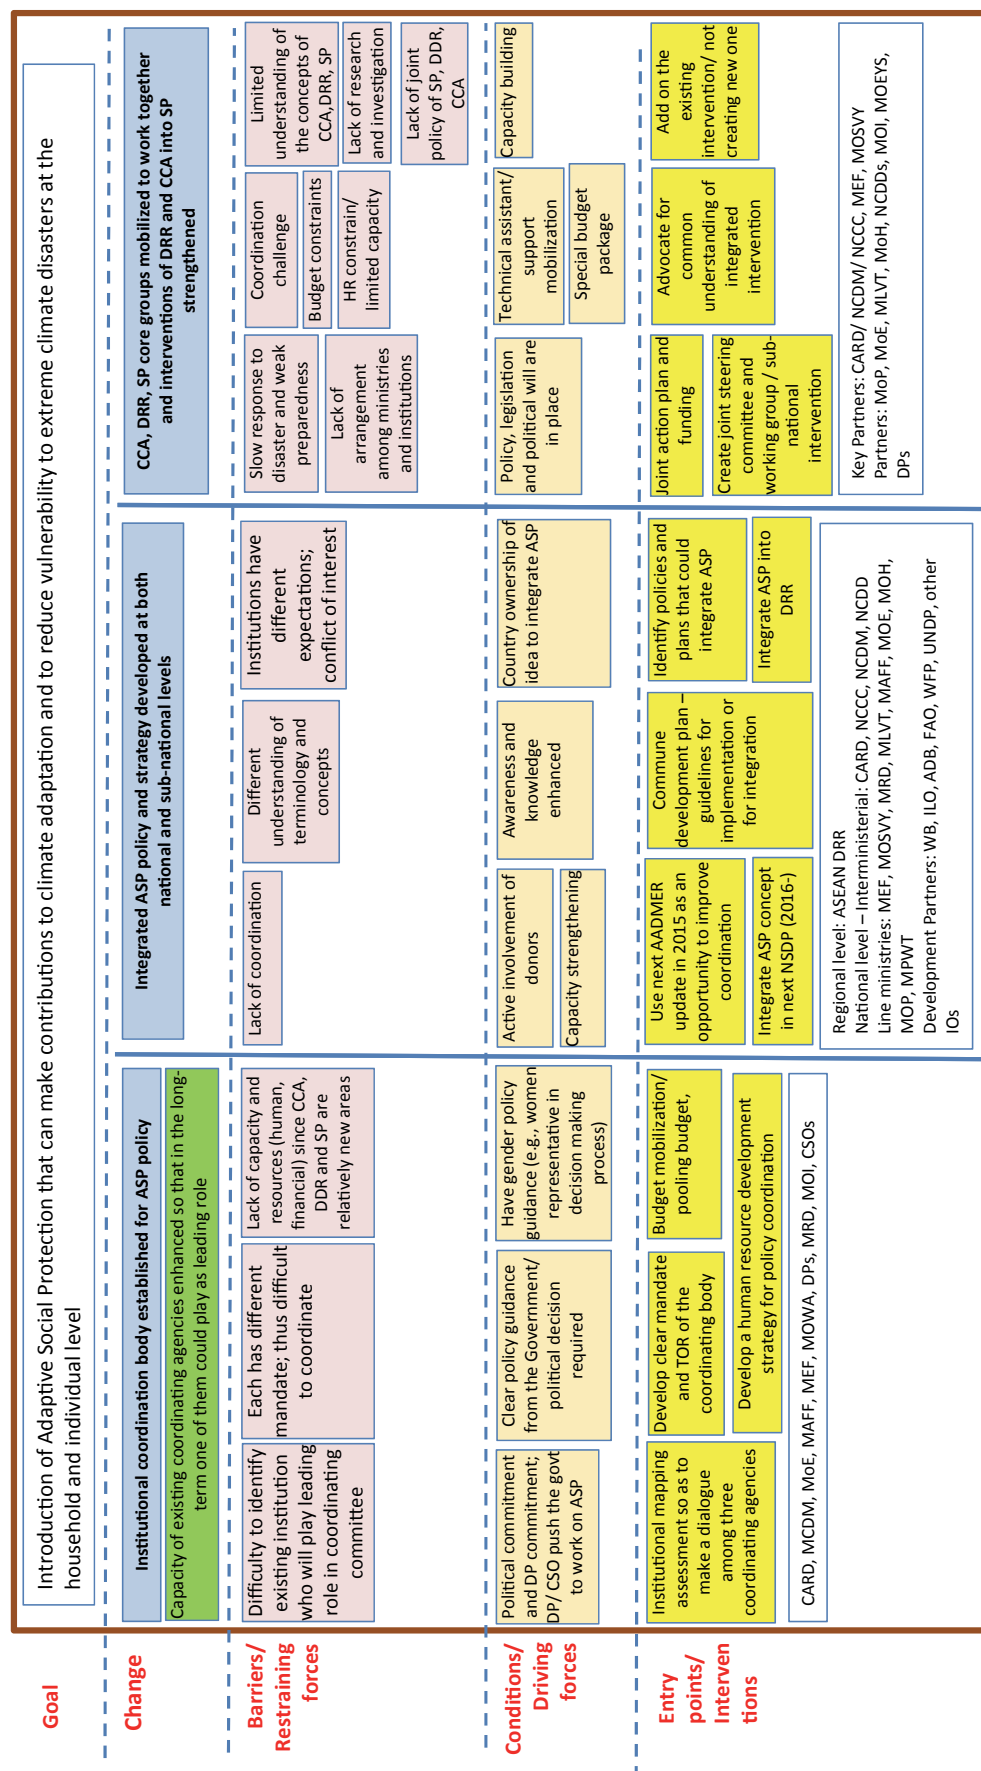 Goal
Introduction of Adaptive Social Protection that can make contributions to climate adaptation and to reduce vulnerability to extreme climate disasters at the
household and individual level
Change
Institutional coordination body established for ASP policy
Capacity of existing coordinating agencies enhanced so that in the long-
term one of them could play as leading role
Integrated ASP policy and strategy developed at both
national and sub-national levels
CCA, DRR, SP core groups mobilized to work together
and interventions of DRR and CCA into SP
strengthened
Barriers/
Restraining
forces
Difficulty to identify
existing institution
who will play leading
role in coordinating
committee
Each has different
mandate; thus difficult
to coordinate
Lack of capacity and
resources (human,
financial) since CCA,
DDR and SP are
relatively new areas
Lack of coordination
Different
understanding of
terminology and
concepts
Institutions have
different
expectations;
conflict of interest
Slow response to
disaster and weak
preparedness
Lack of
arrangement
among ministries
and institutions
Coordination
challenge
Budget constraints
HR constrain/
limited capacity
Limited
understanding of
the concepts of
CCA,DRR, SP
Lack of research
and investigation
Lack of joint
policy of SP, DDR,
CCA
Conditions/
Driving
forces
Political commitment
and DP commitment;
DP/ CSO push the govt
to work on ASP
Clear policy guidance
from the Government/
political decision
required
Have gender policy
guidance (e.g., women
representative in
decision making
process)
Active involvement of
donors
Capacity strengthening
Awareness and
knowledge
enhanced
Country ownership of
idea to integrate ASP
Policy, legislation
and political will are
in place
Technical assistant/
support
mobilization
Special budget
package
Capacity building
Entry
points/
Interven
tions
Institutional mapping
assessment so as to
make a dialogue
among three
coordinating agencies
Develop clear mandate
and TOR of the
coordinating body
Budget mobilization/
pooling budget,
Develop a human resource development
strategy for policy coordination
CARD, MCDM, MoE, MAFF, MEF, MOWA, DPs, MRD, MOI, CSOs
Use next AADMER
update in 2015 as an
opportunity to improve
coordination
Integrate ASP concept
in next NSDP (2016-)
Commune
development plan –
guidelines for
implementation or
for integration
Identify policies and
plans that could
integrate ASP
Integrate ASP into
DRR
Regional level: ASEAN DRR
National level – Interministerial: CARD, NCCC, NCDM, NCDD
Line ministries: MEF, MOSVY, MRD, MLVT, MAFF, MOE, MOH,
MOP, MPWT
Development Partners: WB, ILO, ADB, FAO, WFP, UNDP, other
IOs
Joint action plan and
funding
Create joint steering
committee and
working group / sub-
national
intervention
Advocate for
common
understanding of
integrated
intervention
Add on the
existing
intervention/ not
creating new one
Key Partners: CARD/ NCDM/ NCCC, MEF, MOSVY
Partners: MoP, MoE, MLVT, MoH, NCDDs, MOI, MOEYS,
DPs